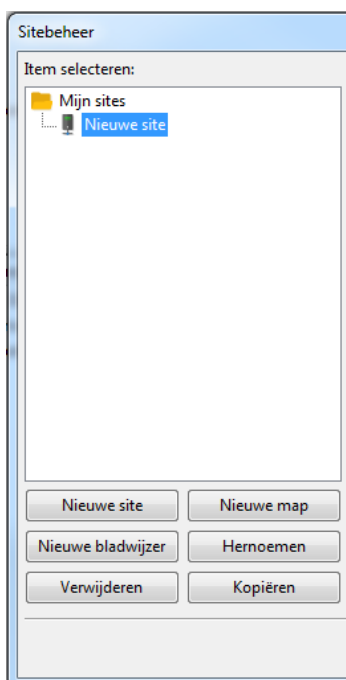 Sitebeheer
Item selecteren:
Mijn sites
Nieuwe site
Nieuwe site Nieuwe map
Nieuwe bladwijzer Hernoemen
Verwijderen Kopiëren